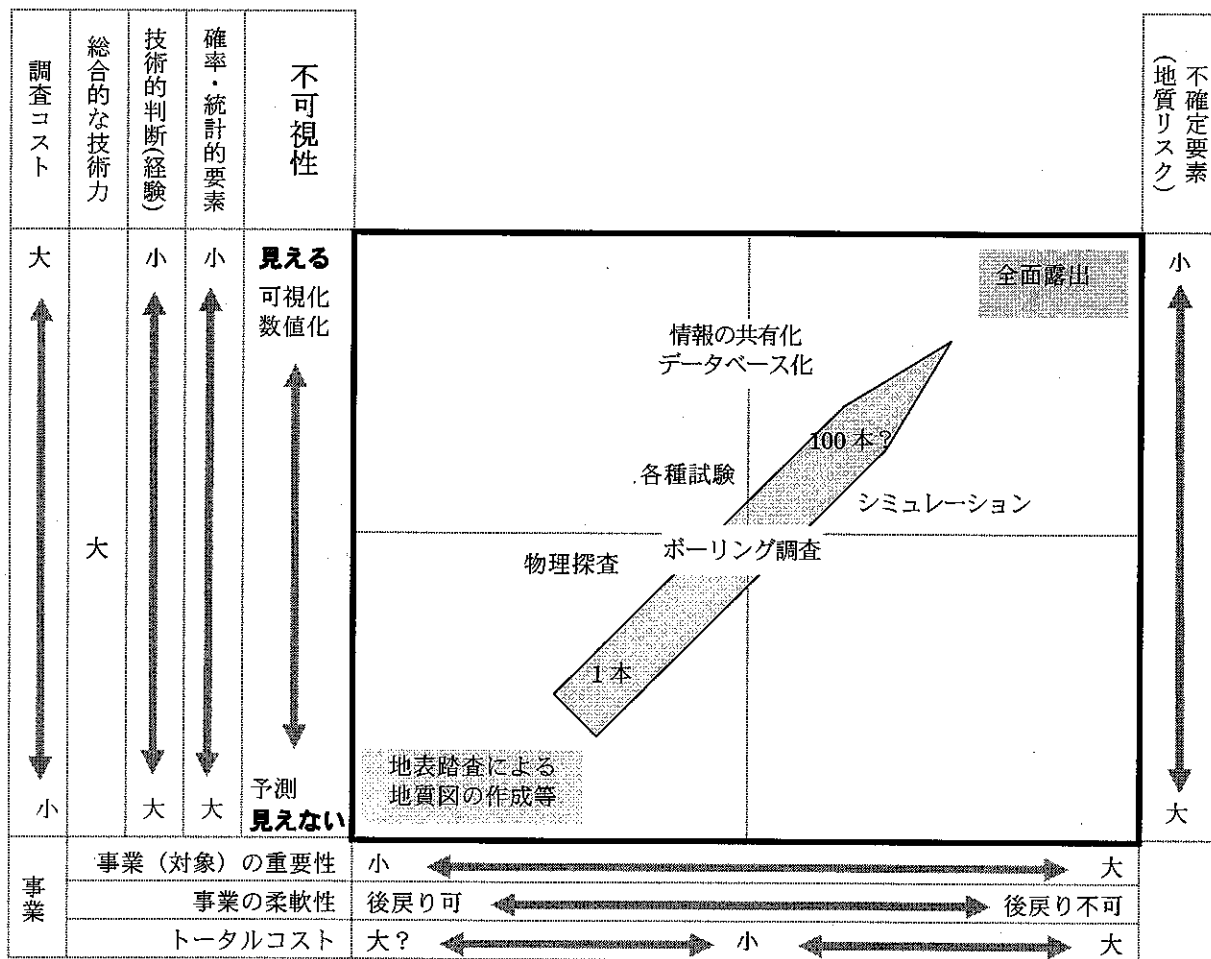 調査コスト
総合的な技術力
技術的判断(経験)
確率・統計的要素
不可視性
不確定要素
(地質リスク)
大
小
小
見える
可視化
数値化
全面露出
小
情報の共有化
データベース化
100 本?
各種試験
シミュレーション
大
物理探査
ボーリング調査
1 本
地表踏査による
地質図の作成等
小
大
大
予測
見えない
大
事業
事業(対象)の重要性
小
大
事業の柔軟性
後戻り可
後戻り不可
トータルコスト
大?
小
大